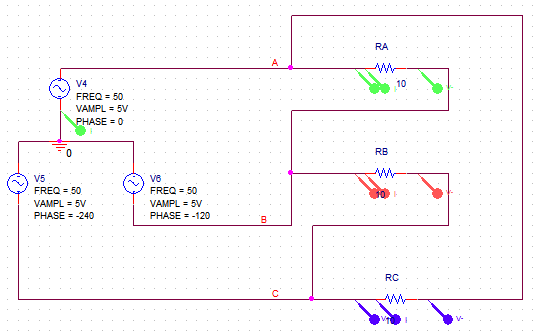 RA
A
10
I
V-
V4
FREQ = 50
VAMPL = 5V
PHASE = 0
I
0
RB
10
I
V-
V5
FREQ = 50
VAMPL = 5V
PHASE = -240
V6
FREQ = 50
VAMPL = 5V
PHASE = -120
B
C
RC
I
V-